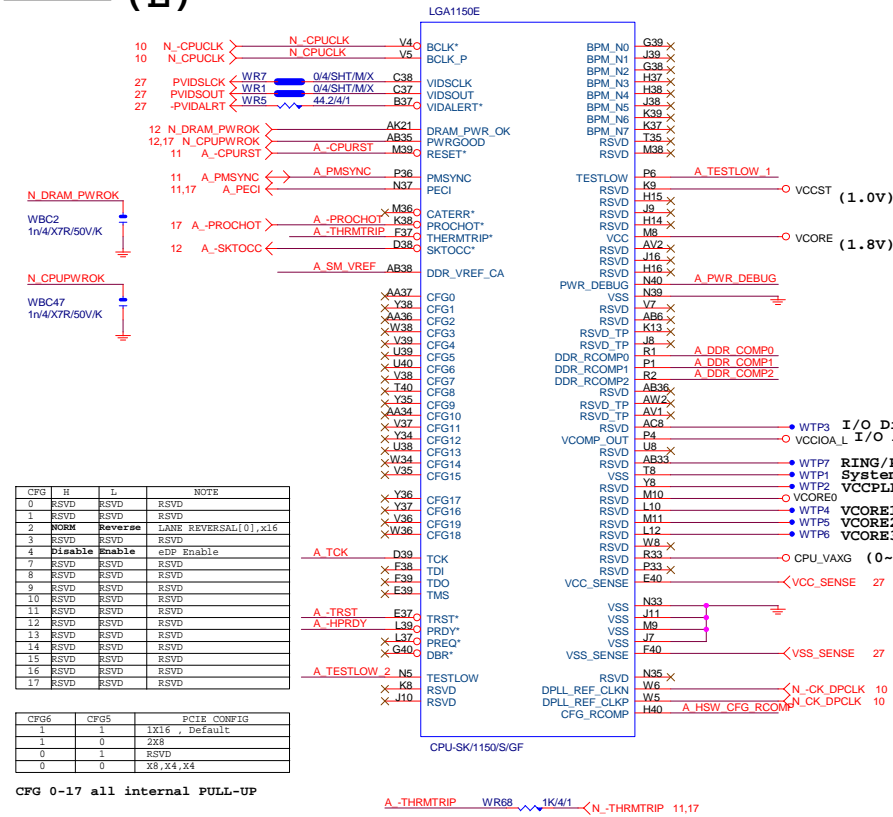 (E)
LGA1150E
10 N_-CPUCLK N_-CPUCLK V4 BCLK* BPM_N0 G39
10 N_CPUCLK N_CPUCLK V5 BCLK_P BPM_N1 J39
BPM_N2 G38
27 PVIDSLCK WR7 0/4/SHT/M/X C38 VIDSCLK BPM_N3 H37
27 PVIDSOUT WR1 0/4/SHT/M/X C37 VIDSOUT BPM_N4 H38
27 -PVIDALRT WR5 44.2/4/1 B37 VIDALERT* BPM_N5 J38
BPM_N6 K39
12 N_DRAM_PWROK AK21 DRAM_PWR_OK BPM_N7 K37
12,17 N_CPUPWROK AB35 PWRGOOD RSVD T35
11 A_-CPURST A_-CPURST M39 RESET* RSVD M38
11 A_PMSYNC A_PMSYNC P36 PMSYNC TESTLOW P6 A_TESTLOW_1
11,17 A_PECI N37 PECI RSVD K9 VCCST (1.0V)
RSVD H15
M36 CATERR* RSVD J9
17 A_-PROCHOT A_-PROCHOT K38 PROCHOT* RSVD H14
A_-THRMTRIP F37 THERMTRIP* VCC M8 VCORE (1.8V)
12 A_-SKTOCC D38 SKTOCC* RSVD AV2
RSVD J16
A_SM_VREF AB38 DDR_VREF_CA RSVD H16
PWR_DEBUG N40 A_PWR_DEBUG
AA37 CFG0 VSS N39
Y38 CFG1 RSVD V7
AA36 CFG2 RSVD AB6
W38 CFG3 RSVD_TP K13
V39 CFG4 RSVD_TP J8
U39 CFG5 DDR_RCOMP0 R1 A_DDR_COMP0
U40 CFG6 DDR_RCOMP1 P1 A_DDR_COMP1
V38 CFG7 DDR_RCOMP2 R2 A_DDR_COMP2
T40 CFG8 RSVD AB36
Y35 CFG9 RSVD_TP AW2
AA34 CFG10 RSVD_TP AV1
V37 CFG11 RSVD AC8 WTP3 I/O Di
Y34 CFG12 VCOMP_OUT P4 VCCIOA_L I/O
U38 CFG13 RSVD U8
W34 CFG14 RSVD AB33 WTP7 RING/
V35 CFG15 VSS T8 WTP1 System
RSVD Y8 WTP2 VCCPLL
Y36 CFG17 RSVD M10 VCORE0
Y37 CFG16 RSVD L10 WTP4 VCORE1
V36 CFG19 RSVD M11 WTP5 VCORE2
W36 CFG18 RSVD L12 WTP6 VCORE3
RSVD W8
A_TCK D39 TCK RSVD R33 CPU_VAXG (0~
F38 TDI RSVD P33
F39 TDO VCC_SENSE E40 VCC_SENSE 27
E39 TMS
VSS N33
A_-TRST E37 TRST* VSS J11
A_-HPRDY L39 PRDY* VSS M9
L37 PREQ* VSS J7
G40 DBR* VSS_SENSE F40 VSS_SENSE 27
A_TESTLOW_2 N5 TESTLOW RSVD N35
K8 RSVD DPLL_REF_CLKN W6 N_-CK_DPCLK 10
J10 RSVD DPLL_REF_CLKP W5 N_CK_DPCLK 10
CFG_RCOMP H40 A_HSW_CFG_RCOMP
CPU-SK/1150/S/GF
N_DRAM_PWROK
WBC2
1n/4/X7R/50V/K
N_CPUPWROK
WBC47
1n/4/X7R/50V/K
CFG H L NOTE
0 RSVD RSVD RSVD
1 RSVD RSVD RSVD
2 NORM Reverse LANE REVERSAL[0],x16
3 RSVD RSVD RSVD
4 Disable Enable eDP Enable
7 RSVD RSVD RSVD
8 RSVD RSVD RSVD
9 RSVD RSVD RSVD
10 RSVD RSVD RSVD
11 RSVD RSVD RSVD
12 RSVD RSVD RSVD
13 RSVD RSVD RSVD
14 RSVD RSVD RSVD
15 RSVD RSVD RSVD
16 RSVD RSVD RSVD
17 RSVD RSVD RSVD
CFG6 CFG5 PCIE CONFIG
1 1 1X16 , Default
1 0 2X8
0 1 RSVD
0 0 X8,X4,X4
CFG 0-17 all internal PULL-UP
A_-THRMTRIP WR68 1K/4/1 N_-THRMTRIP 11,17